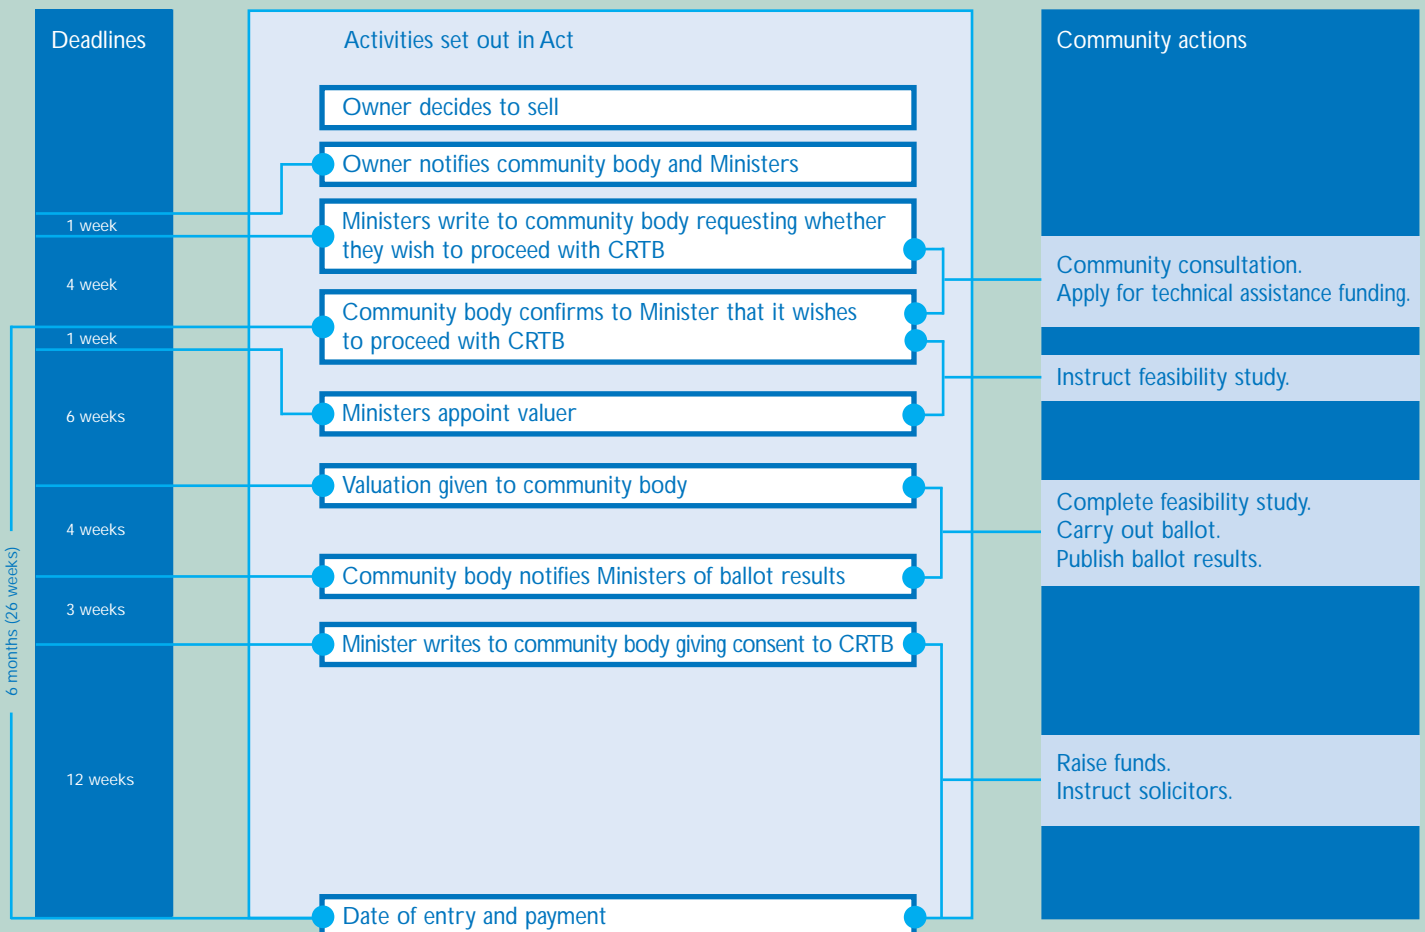 Deadlines
1 week
4 week
1 week
6 weeks
4 weeks
3 weeks
12 weeks
6 months (26 weeks)
Activities set out in Act
Owner decides to sell
Owner notifies community body and Ministers
Ministers write to community body requesting whether
they wish to proceed with CRTB
Community body confirms to Minister that it wishes
to proceed with CRTB
Ministers appoint valuer
Valuation given to community body
Community body notifies Ministers of ballot results
Minister writes to community body giving consent to CRTB
Date of entry and payment
Community actions
Community consultation.
Apply for technical assistance funding.
Instruct feasibility study.
Complete feasibility study.
Carry out ballot.
Publish ballot results.
Raise funds.
Instruct solicitors.